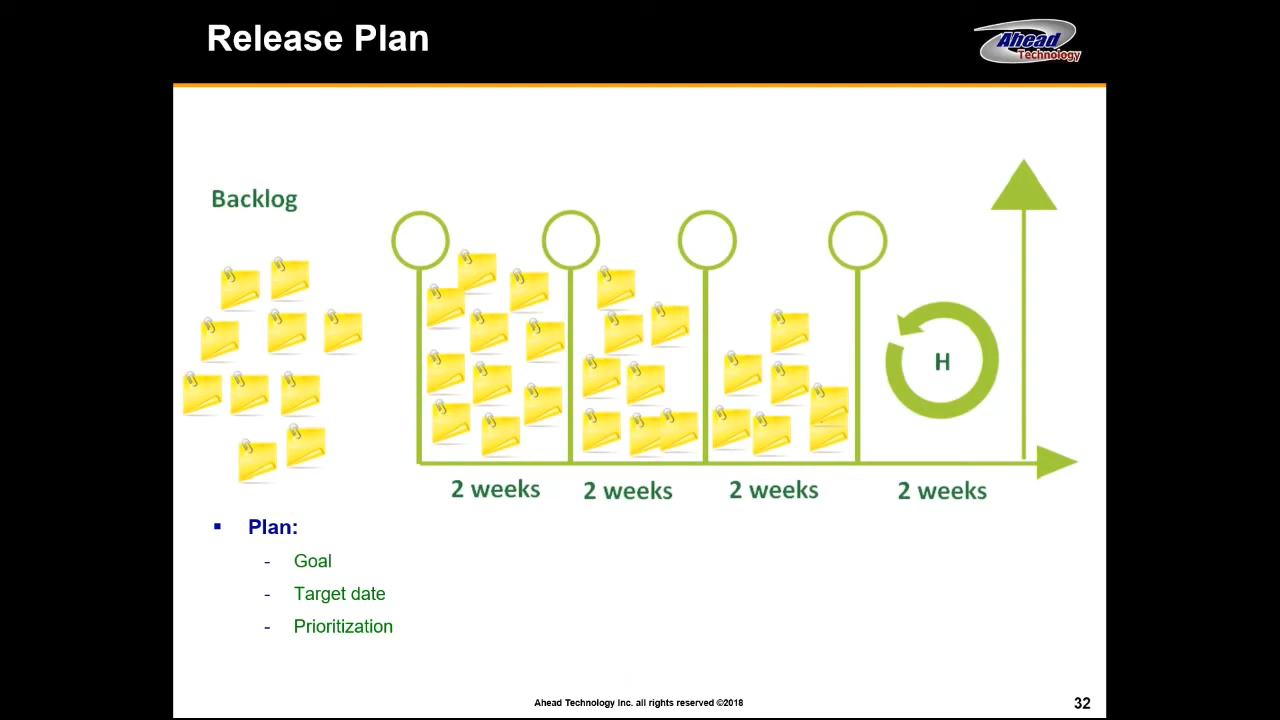 Release Plan
Ahead
Technology
Backlog
H
2 weeks
2 weeks
2 weeks
2 weeks
Plan:
- Goal
- Target date
- Prioritization
Ahead Technology Inc. all rights reserved ©2018
32